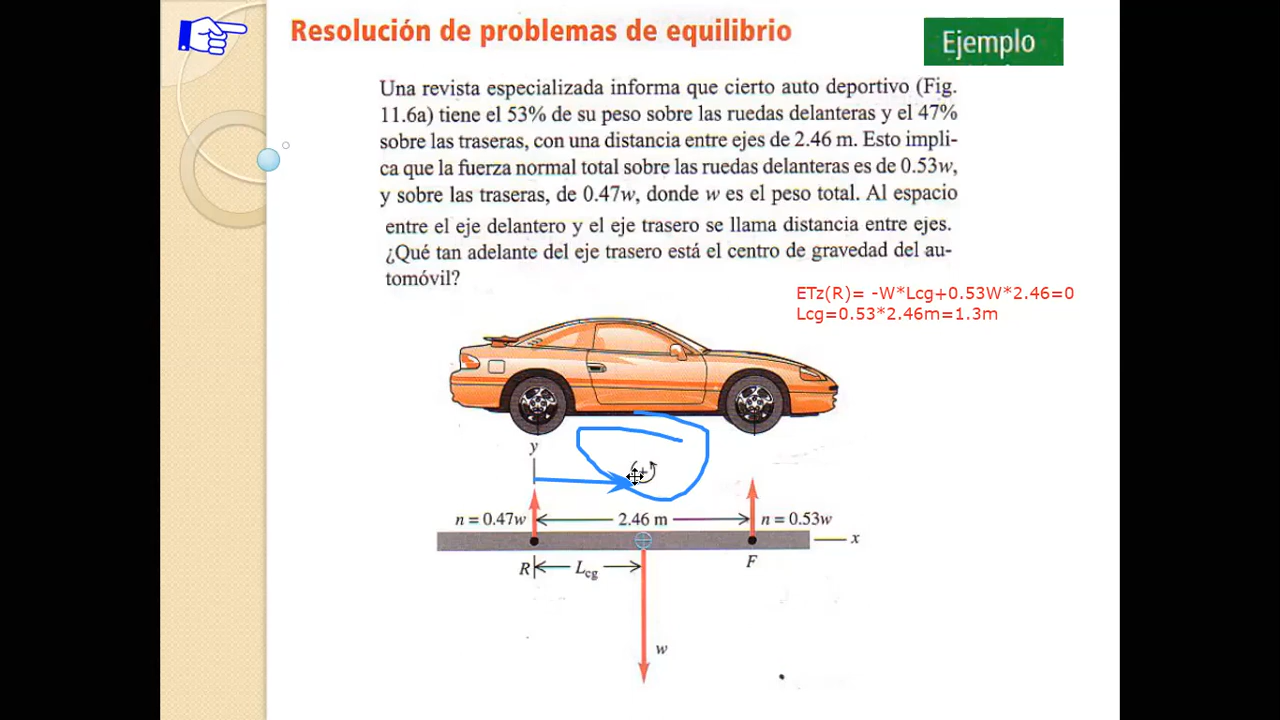 Resolución de problemas de equilibrio
Ejemplo
Una revista especializada informa que cierto auto deportivo (Fig.
11.6a) tiene el 53% de su peso sobre las ruedas delanteras y el 47%
sobre las traseras, con una distancia entre ejes de 2.46 m. Esto impli-
ca que la fuerza normal total sobre las ruedas delanteras es de 0.53w,
y sobre las traseras, de 0.47w, donde w es el peso total. Al espacio
entre el eje delantero y el eje trasero se llama distancia entre ejes.
¿Qué tan adelante del eje trasero está el centro de gravedad del au-
tomóvil?
ETz(R)= -W*Lcg+0.53W*2.46=0
Lcg=0.53*2.46m=1.3m
y
n = 0.47w
2.46 m
n = 0.53w
x
R
Lcg
F
w